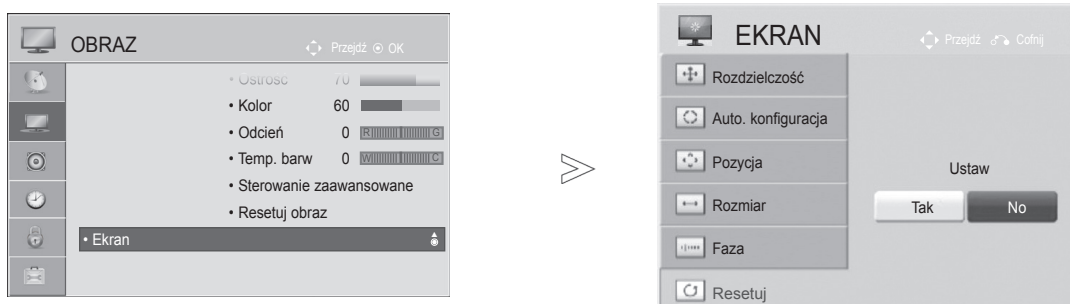 OBRAZ
Przejdź OK
• Ostrość 70
• Kolor 60
• Odcień 0 R G
• Temp. barw 0 W C
• Sterowanie zaawansowane
• Resetuj obraz
• Ekran
EKRAN
Przejdź Cofnij
Rozdzielczość
Auto. konfiguracja
Pozycja
Rozmiar
Faza
Resetuj
Ustaw
Tak No